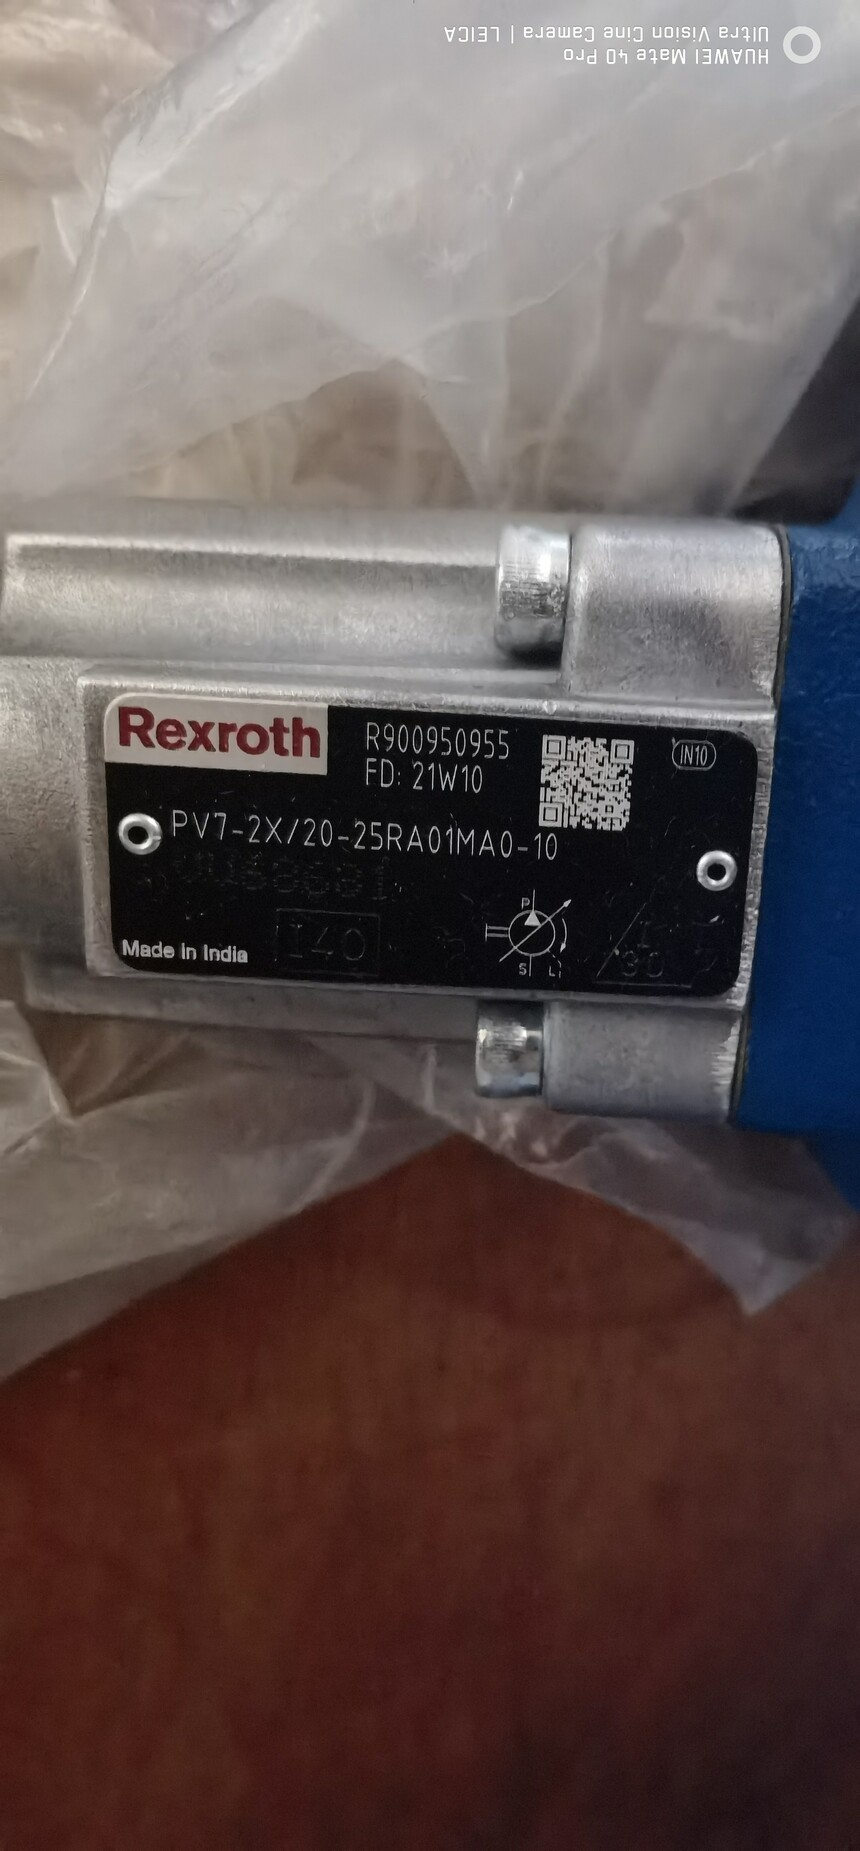 HUAWEI Mate 40 Pro
Ultra Vision Cine Camera | LEICA
Rexroth
R900950955
FD: 21W10
IN10
PV7-2X/20-25RA01MA0-10
Made in India
I40
P
S L